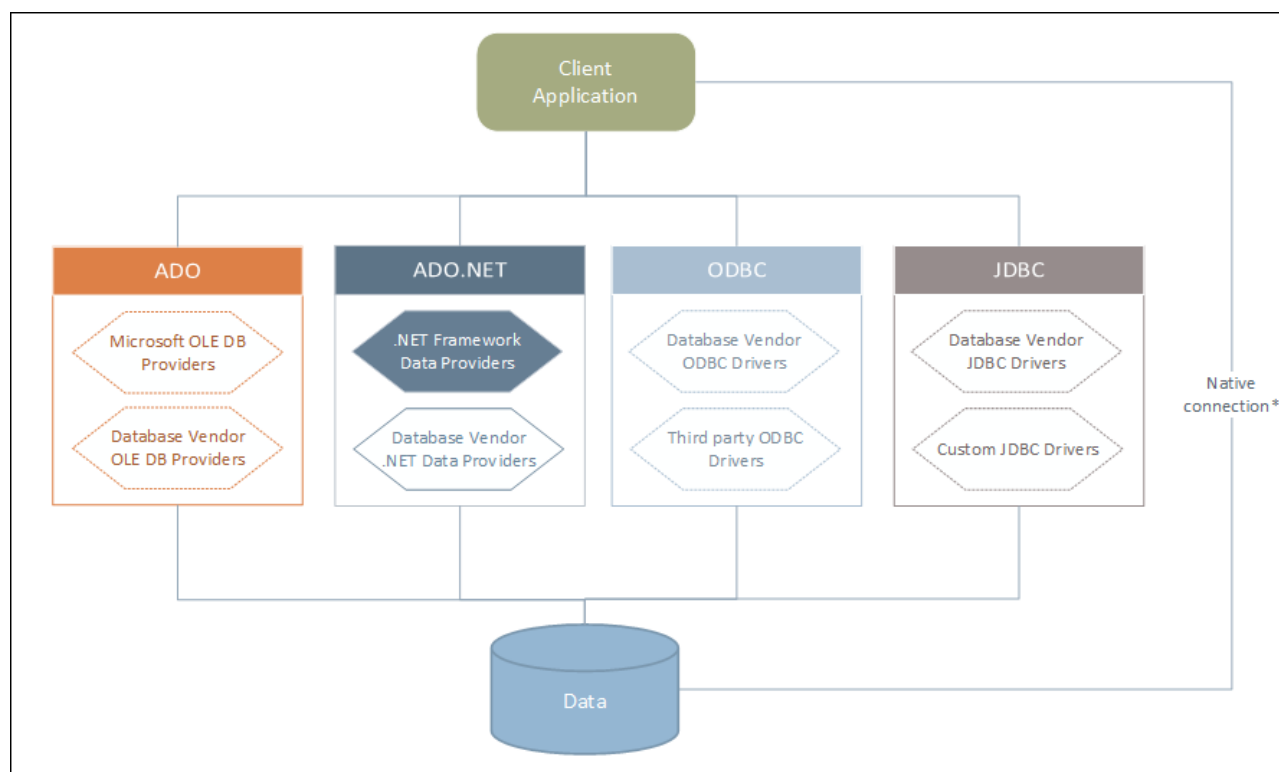 Client
Application
ADO
ADO.NET
ODBC
JDBC
Microsoft OLE DB
Providers
.NET Framework
Data Providers
Database Vendor
ODBC Drivers
Database Vendor
JDBC Drivers
Database Vendor
OLE DB Providers
Database Vendor
.NET Data Providers
Third party ODBC
Drivers
Custom JDBC Drivers
Native
connection*
Data